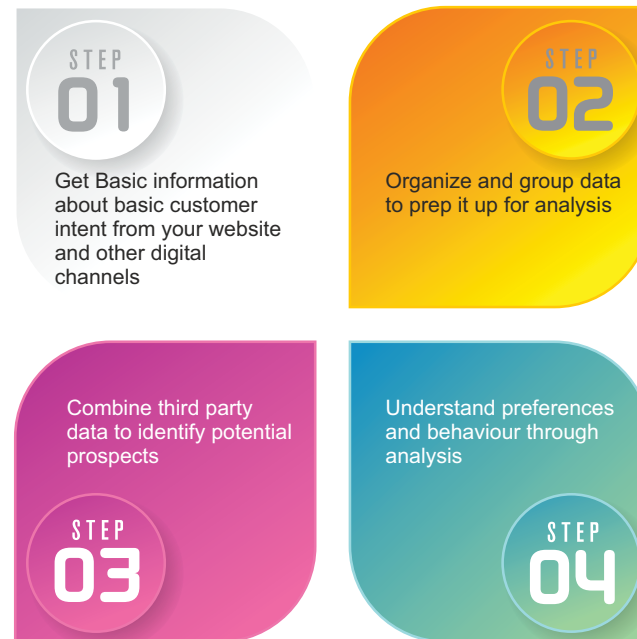 STEP
01
Get Basic information
about basic customer
intent from your website
and other digital
channels
STEP
02
Organize and group data
to prep it up for analysis
Combine third party
data to identify potential
prospects
STEP
03
Understand preferences
and behaviour through
analysis
STEP
04